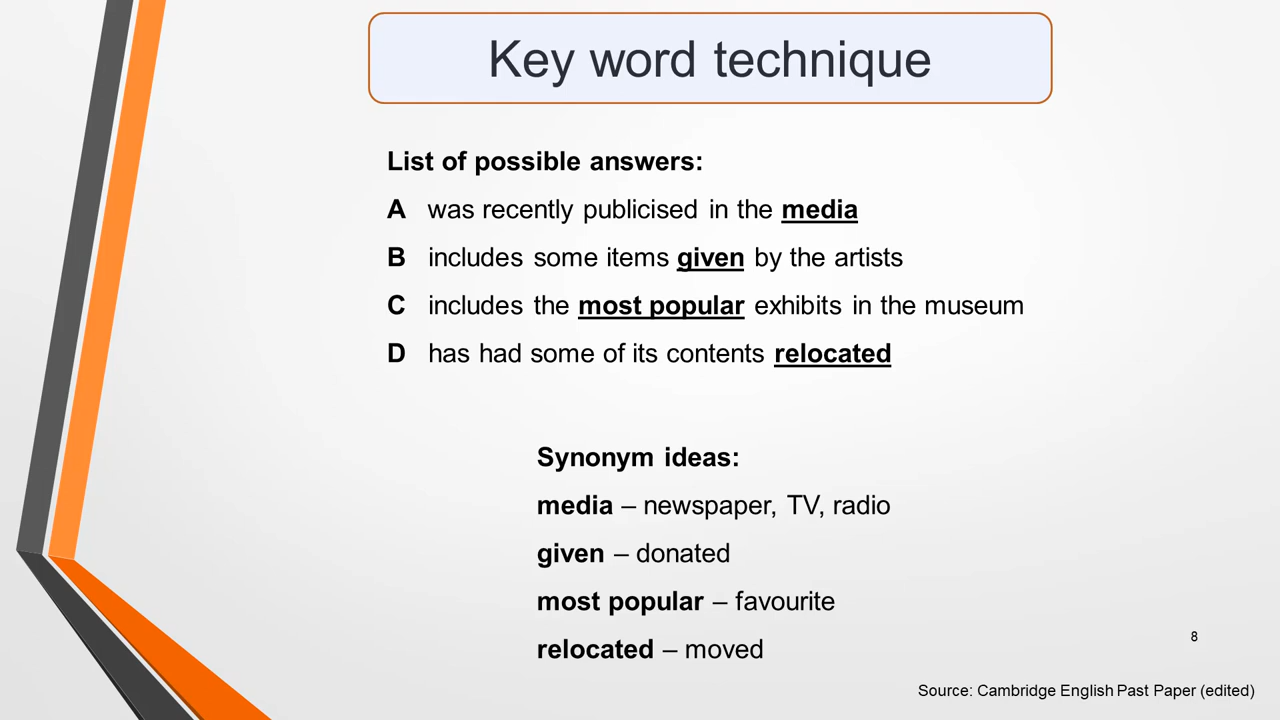 Key word technique
List of possible answers:
A was recently publicised in the media
B includes some items given by the artists
C includes the most popular exhibits in the museum
D has had some of its contents relocated
Synonym ideas:
media – newspaper, TV, radio
given – donated
most popular – favourite
relocated – moved
8
Source: Cambridge English Past Paper (edited)